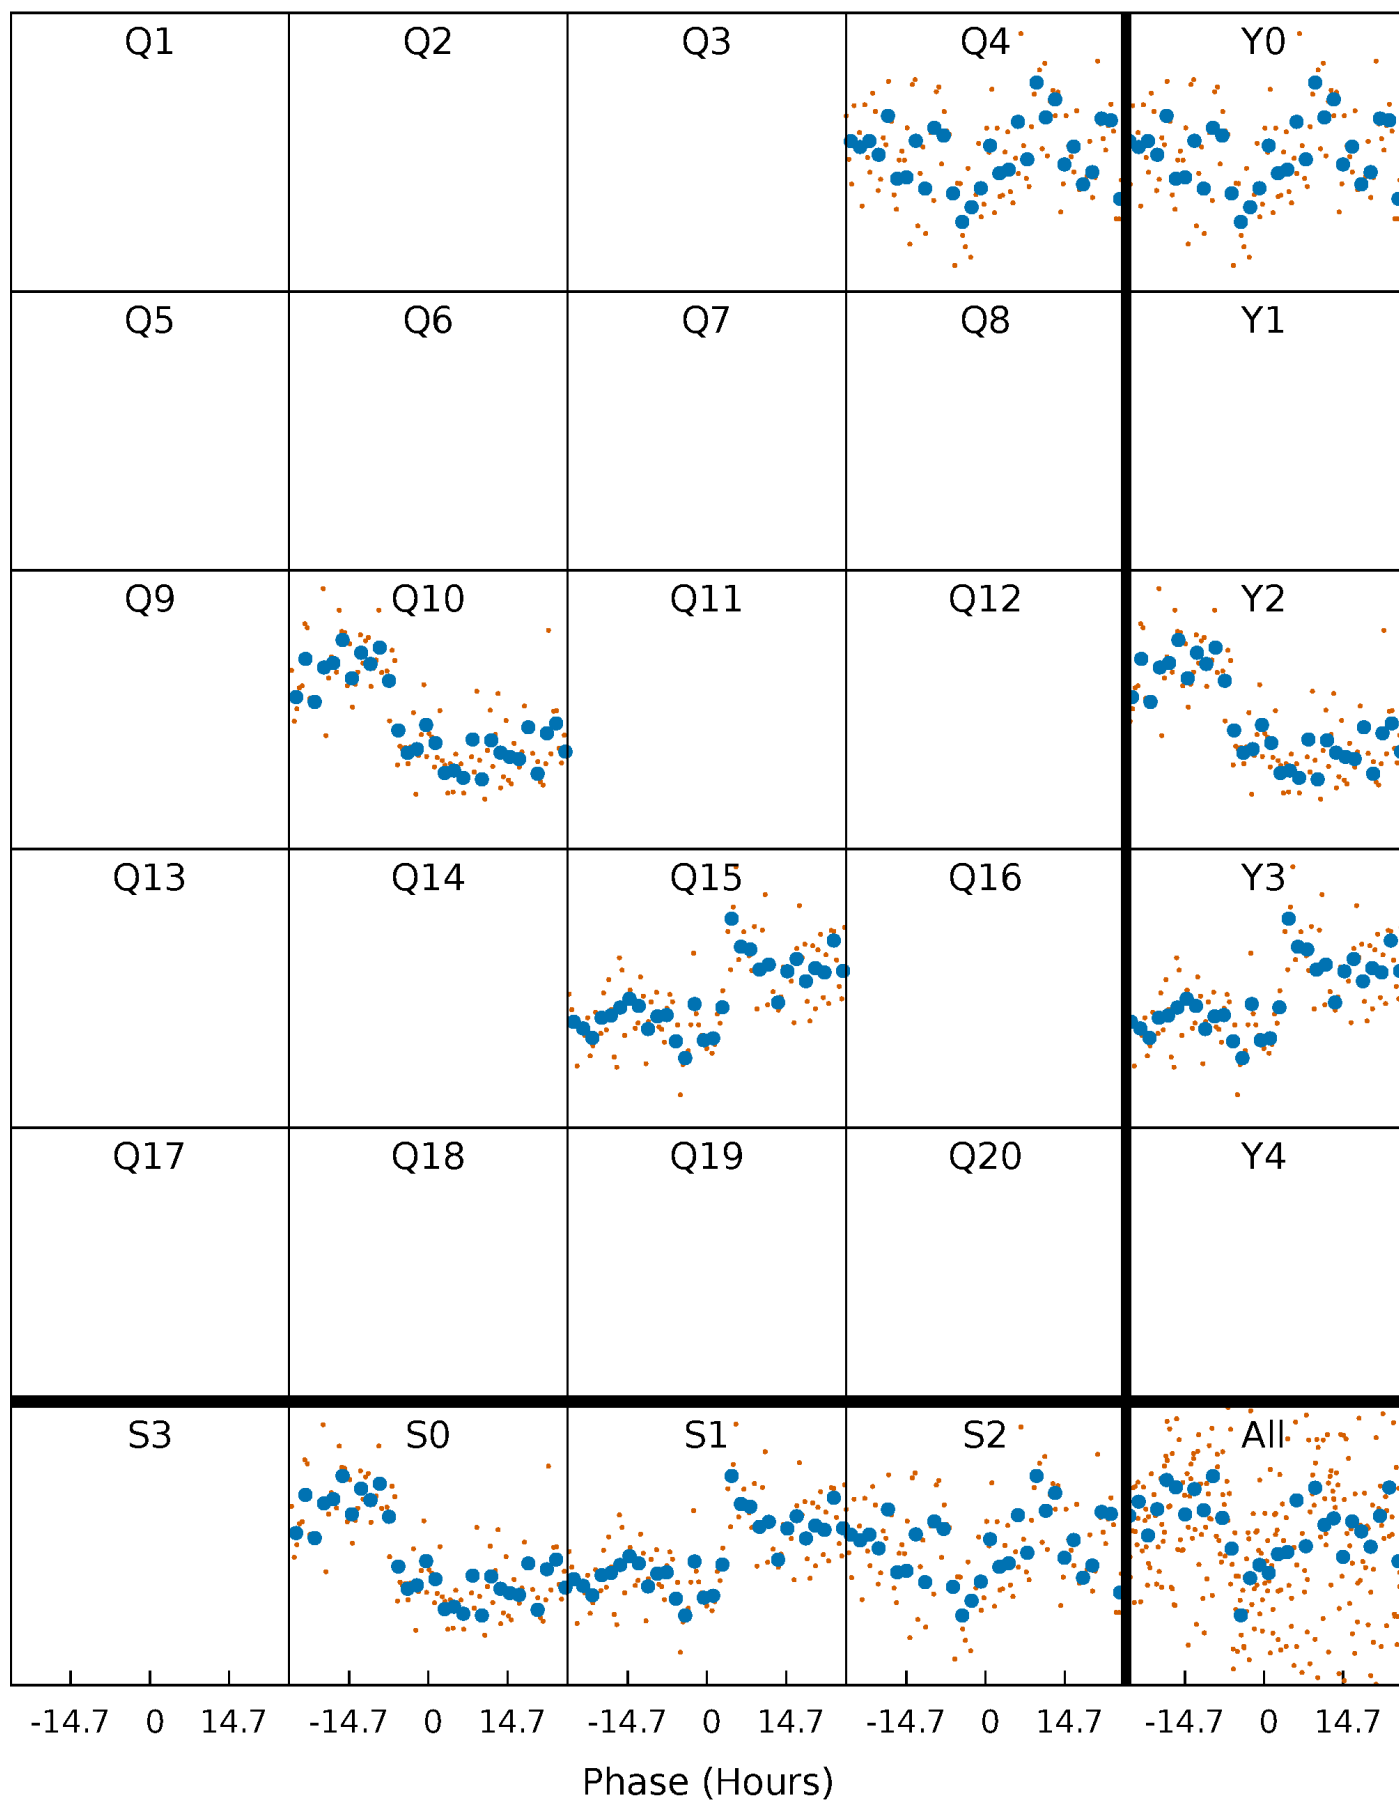 Q1 Q2 Q3 Q4 Y0
Q5 Q6 Q7 Q8 Y1
Q9 Q10 Q11 Q12 Y2
Q13 Q14 Q15 Q16 Y3
Q17 Q18 Q19 Q20 Y4
S3 S0 S1 S2 All
-14.7 0 14.7 -14.7 0 14.7 -14.7 0 14.7 -14.7 0 14.7 -14.7 0 14.7
Phase (Hours)